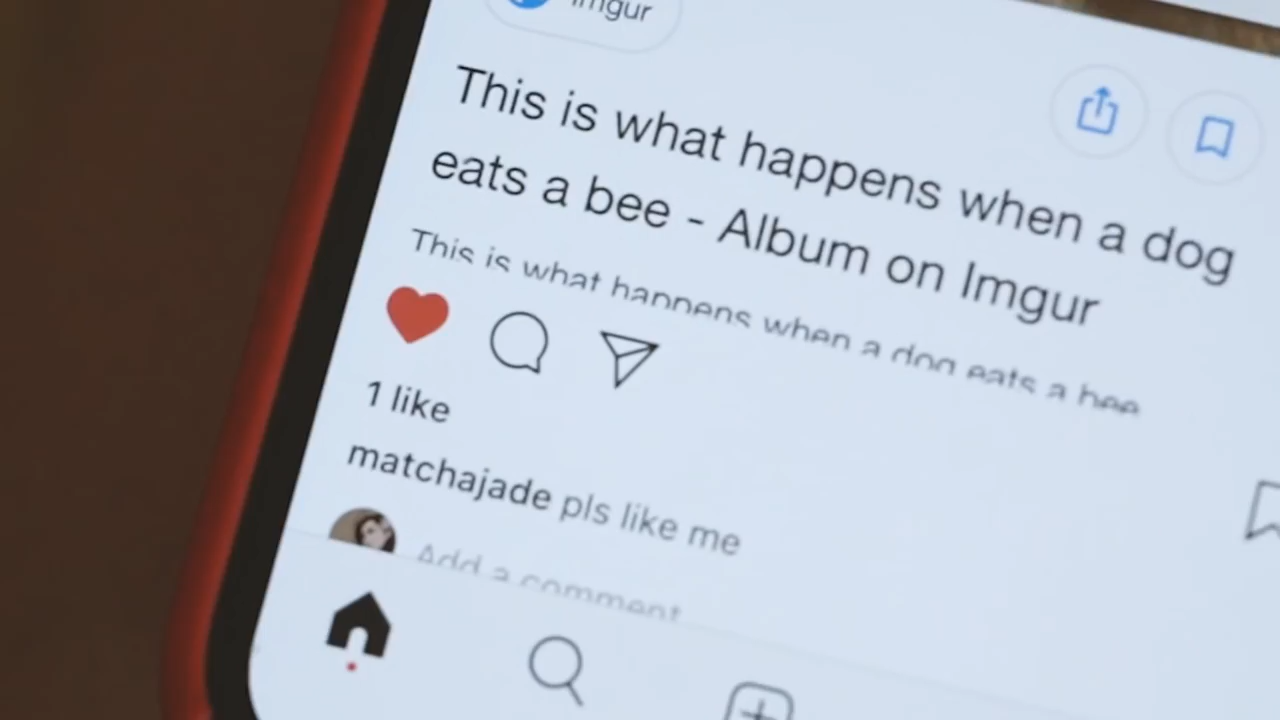 Imgur
This is what happens when a dog
eats a bee - Album on Imgur
This is what happens when a dog eats a bee
1 like
matchajade pls like me
Add a comment